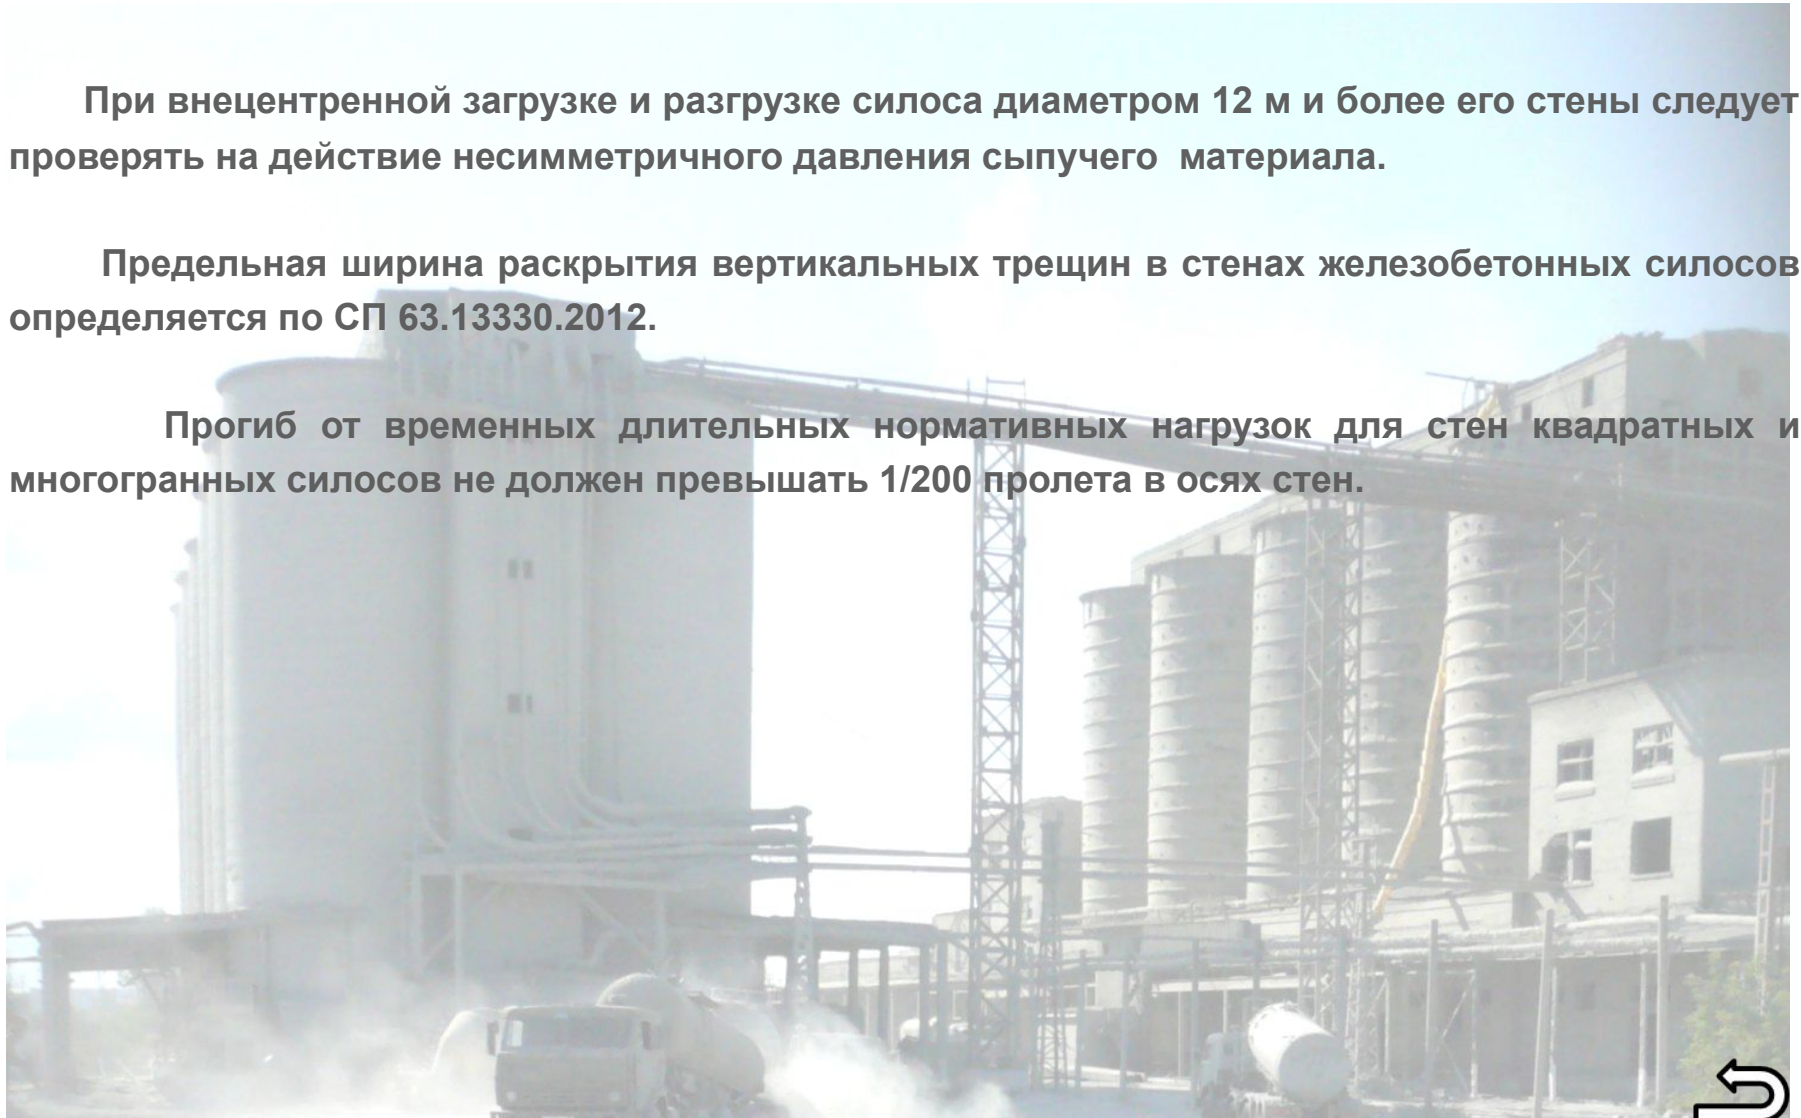 При внецентренной загрузке и разгрузке силоса диаметром 12 м и более его стены следует
проверять на действие несимметричного давления сыпучего материала.
Предельная ширина раскрытия вертикальных трещин в стенах железобетонных силосов
определяется по СП 63.13330.2012.
Прогиб от временных длительных нормативных нагрузок для стен квадратных и
многогранных силосов не должен превышать 1/200 пролета в осях стен.